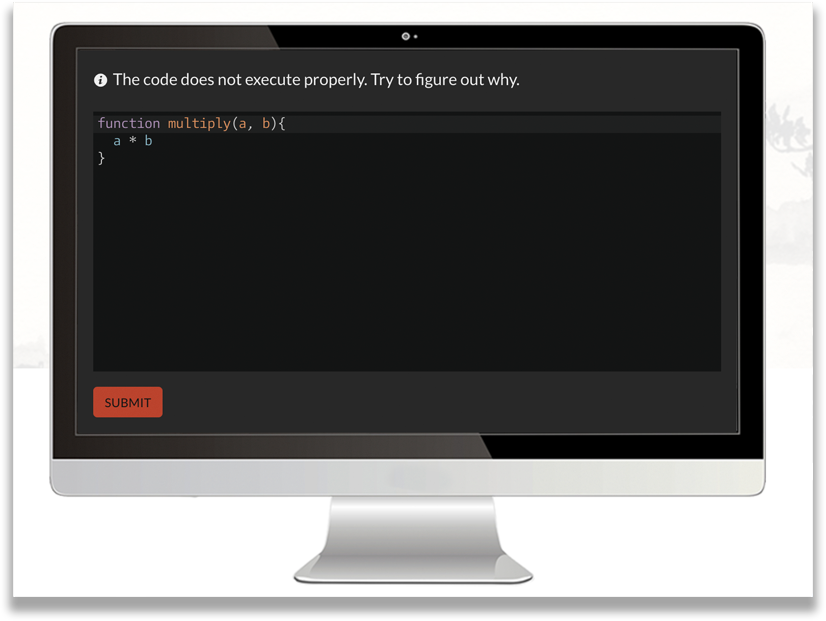 The code does not execute properly. Try to figure out why.
function multiply(a, b){
  a * b
}
SUBMIT